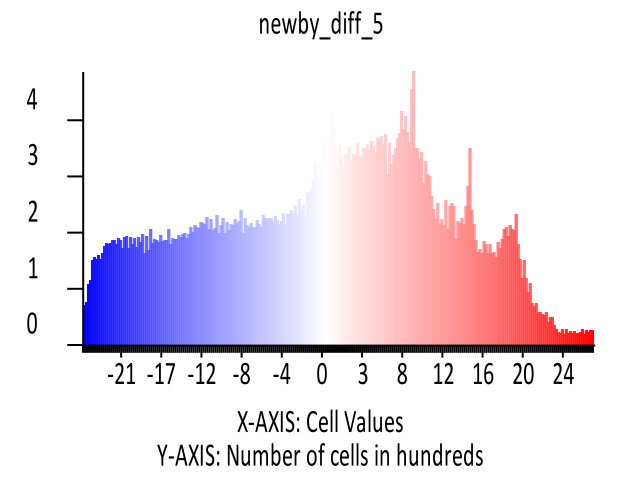 newby_diff_5
4
3
2
1
0
-21 -17 -12 -8 -4 0 3 8 12 16 20 24
X-AXIS: Cell Values
Y-AXIS: Number of cells in hundreds